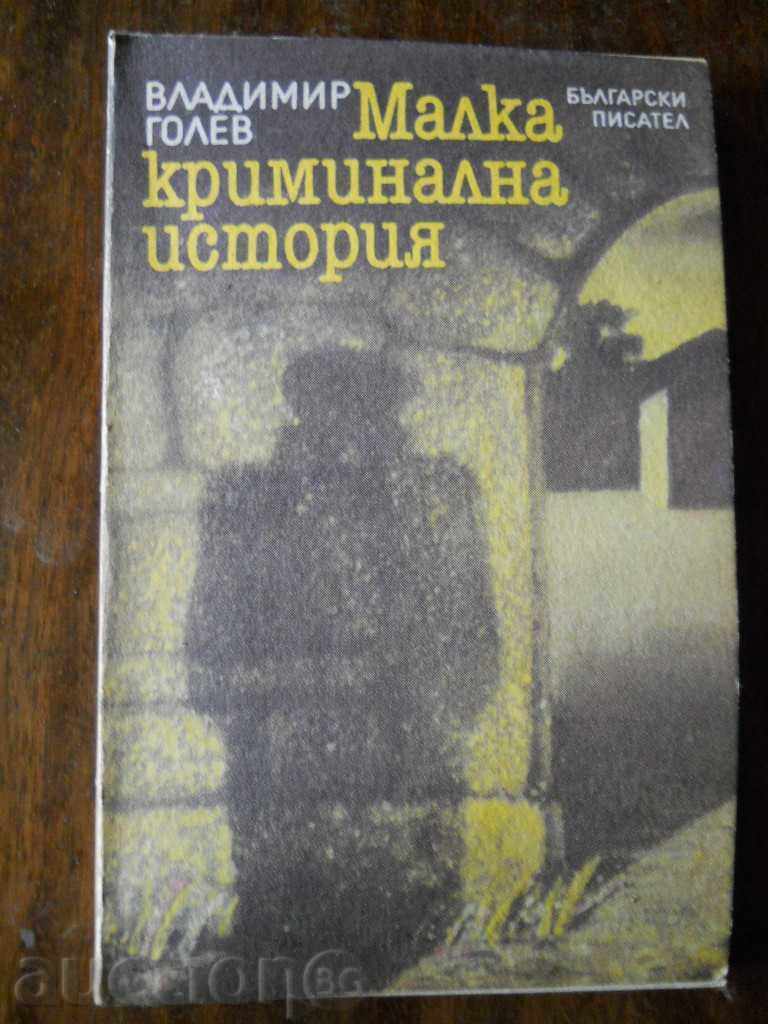 ВЛАДИМИР
ГОЛЕВ
Малка
криминална
история
БЪЛГАРСКИ
ПИСАТЕЛ
auction BG